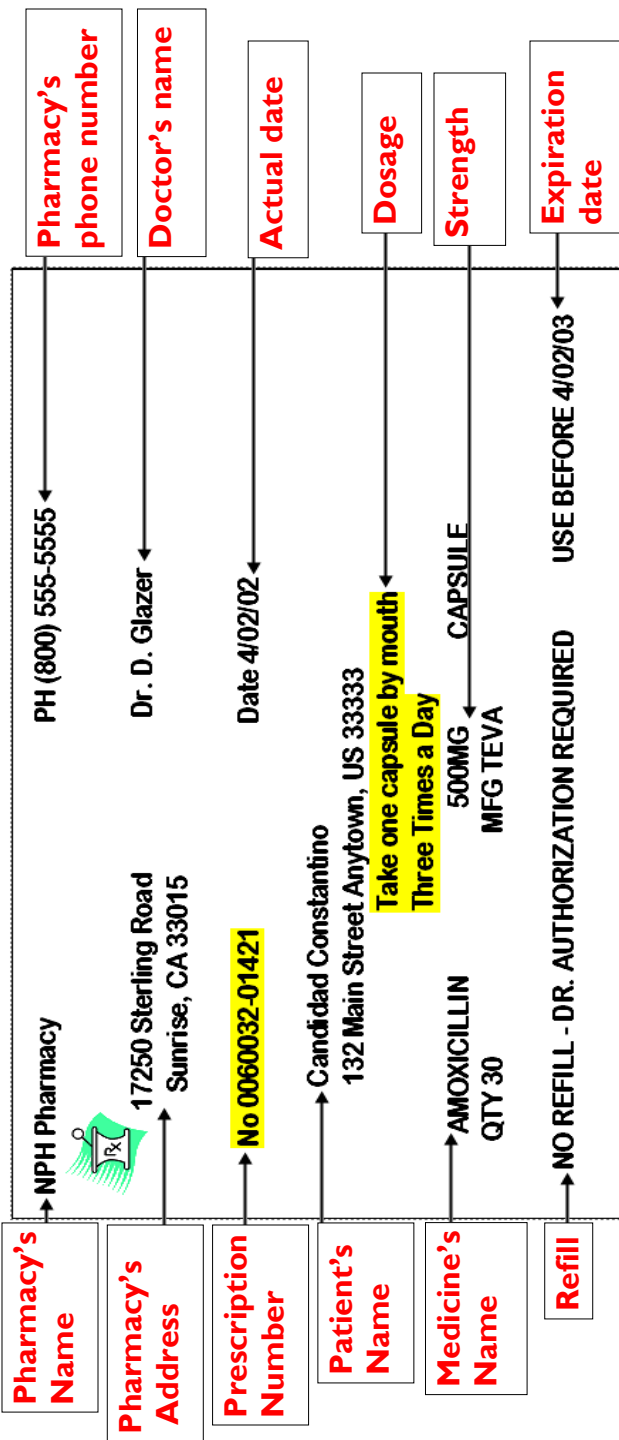 Pharmacy's
Name
NPH Pharmacy
PH (800) 555-5555
Pharmacy's
phone number
Rx
Pharmacy's
Address
17250 Sterling Road
Sunrise, CA 33015
Dr. D. Glazer
Doctor's name
Prescription
Number
No 0060032-01421
Date 4/02/02
Actual date
Patient's
Name
Candidad Constantino
132 Main Street Anytown, US 33333
Take one capsule by mouth
Three Times a Day
Dosage
Medicine's
Name
AMOXICILLIN
QTY 30
500MG
MFG TEVA
CAPSULE
Strength
Refill
NO REFILL - DR. AUTHORIZATION REQUIRED
USE BEFORE 4/02/03
Expiration
date